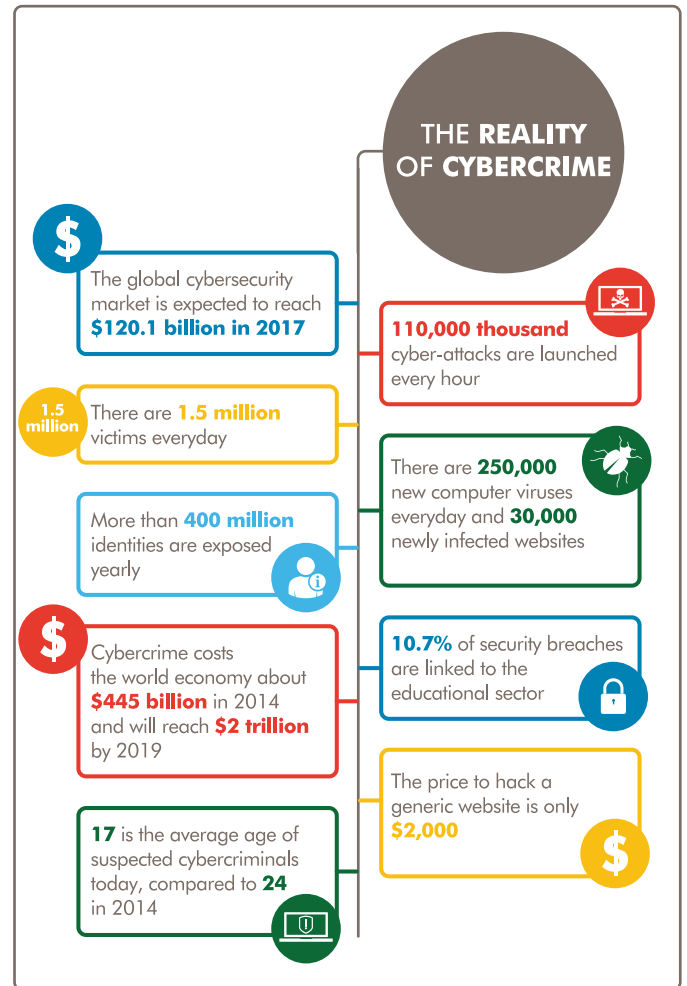 THE REALITY
OF CYBERCRIME
$
The global cybersecurity
market is expected to reach
$120.1 billion in 2017
110,000 thousand
cyber-attacks are launched
every hour
1.5
million
There are 1.5 million
victims everyday
There are 250,000
new computer viruses
everyday and 30,000
newly infected websites
More than 400 million
identities are exposed
yearly
i
$
Cybercrime costs
the world economy about
$445 billion in 2014
and will reach $2 trillion
by 2019
10.7% of security breaches
are linked to the
educational sector
The price to hack a
generic website is only
$2,000
$
17 is the average age of
suspected cybercriminals
today, compared to 24
in 2014
!